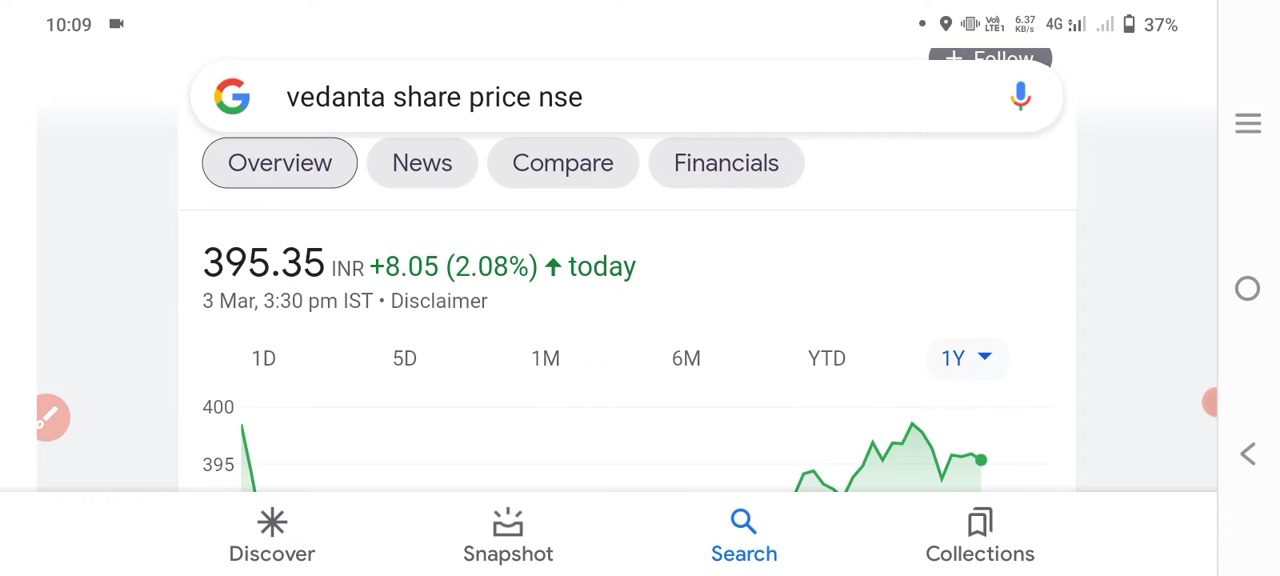 10:09 Vo) LTE1 6.37 KB/s 4G 37%
+ Follow
vedanta share price nse
Overview News Compare Financials
395.35 INR +8.05 (2.08%) ↑ today
3 Mar, 3:30 pm IST • Disclaimer
1D 5D 1M 6M YTD 1Y
400
395
Discover Snapshot Search Collections